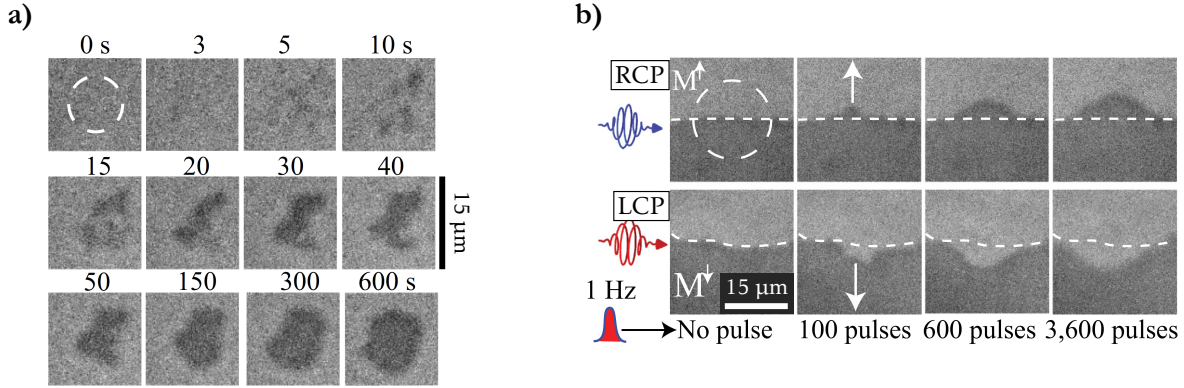 a)
0 s 3 5 10 s
15 20 30 40
15 µm
50 150 300 600 s
b)
RCP
M↑
LCP
M↓
15 µm
1 Hz
No pulse 100 pulses 600 pulses 3,600 pulses